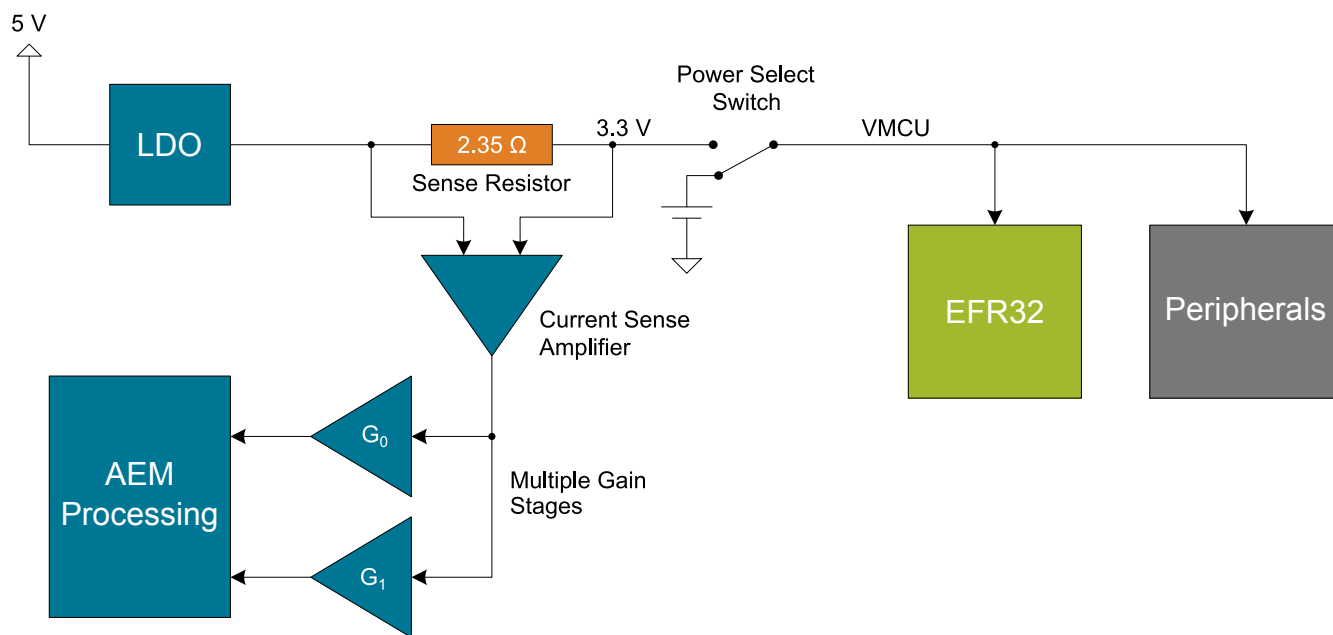 5 V
LDO
2.35 Ω
Sense Resistor
3.3 V
Power Select
Switch
VMCU
EFR32
Peripherals
Current Sense
Amplifier
AEM
Processing
G₀
G₁
Multiple Gain
Stages